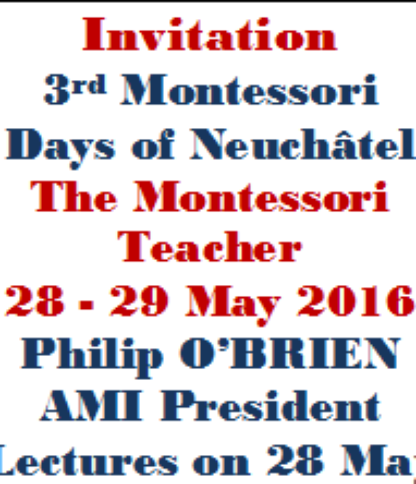 Invitation
3rd Montessori
Days of Neuchâtel
The Montessori
Teacher
28 - 29 May 2016
Philip O'BRIEN
AMI President
Lectures on 28 May